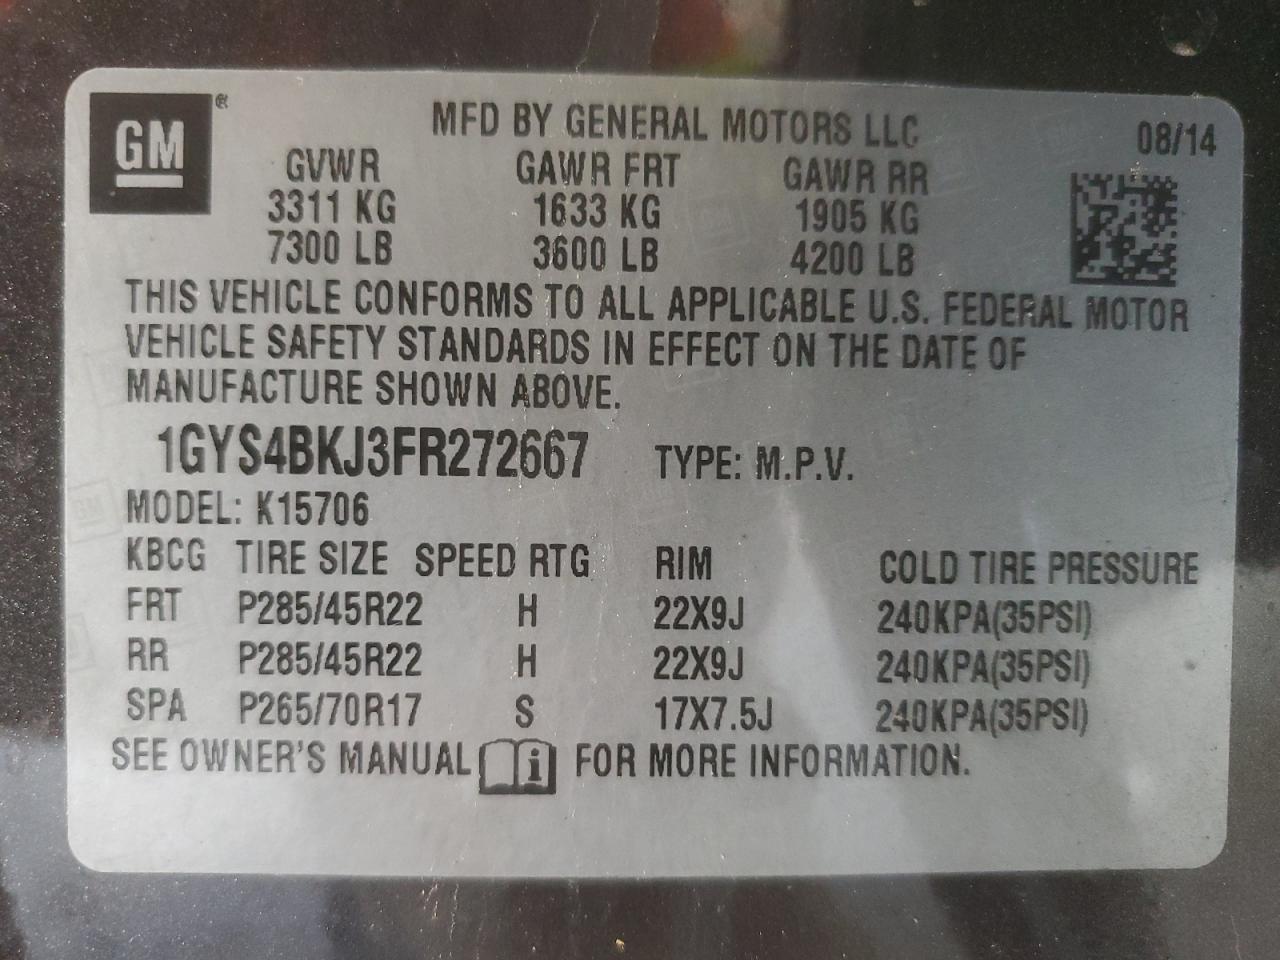 GM ®
MFD BY GENERAL MOTORS LLC
08/14
GVWR GAWR FRT GAWR RR
3311 KG 1633 KG 1905 KG
7300 LB 3600 LB 4200 LB
THIS VEHICLE CONFORMS TO ALL APPLICABLE U.S. FEDERAL MOTOR
VEHICLE SAFETY STANDARDS IN EFFECT ON THE DATE OF
MANUFACTURE SHOWN ABOVE.
1GYS4BKJ3FR272667 TYPE: M.P.V.
MODEL: K15706
KBCG TIRE SIZE SPEED RTG RIM COLD TIRE PRESSURE
FRT P285/45R22 H 22X9J 240KPA(35PSI)
RR P285/45R22 H 22X9J 240KPA(35PSI)
SPA P265/70R17 S 17X7.5J 240KPA(35PSI)
SEE OWNER'S MANUAL i FOR MORE INFORMATION.